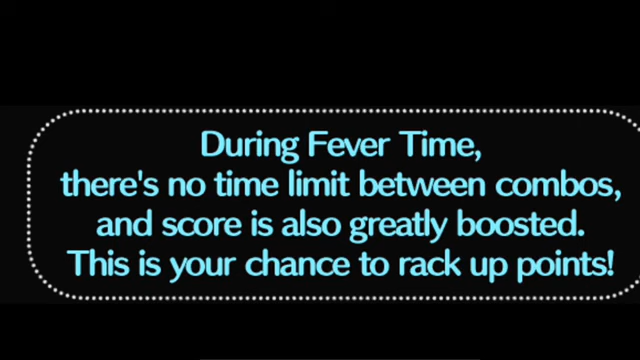 During Fever Time,
there's no time limit between combos,
and score is also greatly boosted.
This is your chance to rack up points!